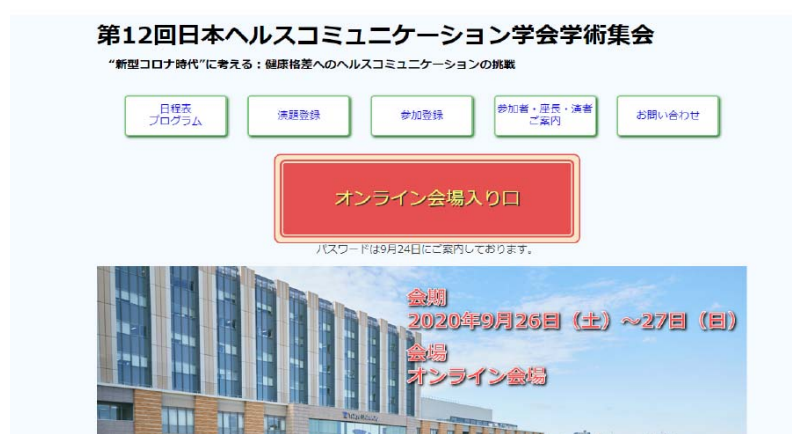 第12回日本ヘルスコミュニケーション学会学術集会
“新型コロナ時代”に考える：健康格差へのヘルスコミュニケーションの挑戦
日程表
プログラム
演題登録
参加登録
参加者・座長・演者
ご案内
お問い合わせ
オンライン会場入り口
パスワードは9月24日にご案内しております。
会期
2020年9月26日（土）～27日（日）
会場
オンライン会場